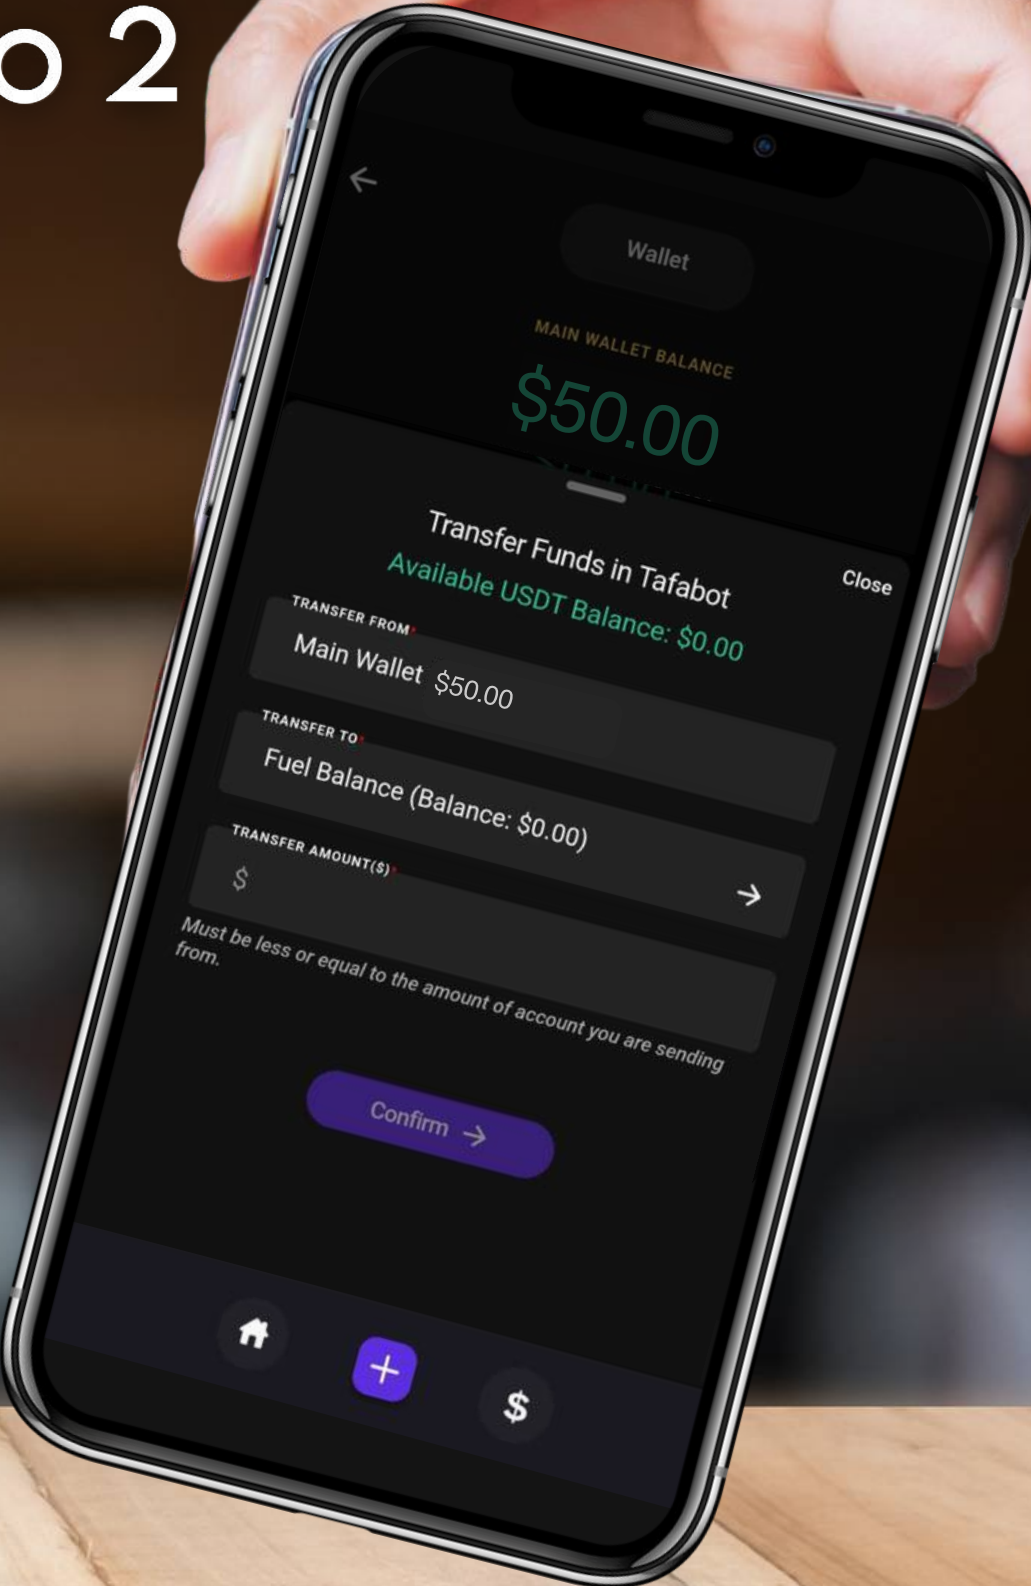 o 2
Wallet
MAIN WALLET BALANCE
$50.00
Transfer Funds in Tafabot
Close
Available USDT Balance: $0.00
TRANSFER FROM*
Main Wallet $50.00
TRANSFER TO*
Fuel Balance (Balance: $0.00)
TRANSFER AMOUNT($)*
$
Must be less or equal to the amount of account you are sending
from.
Confirm
$